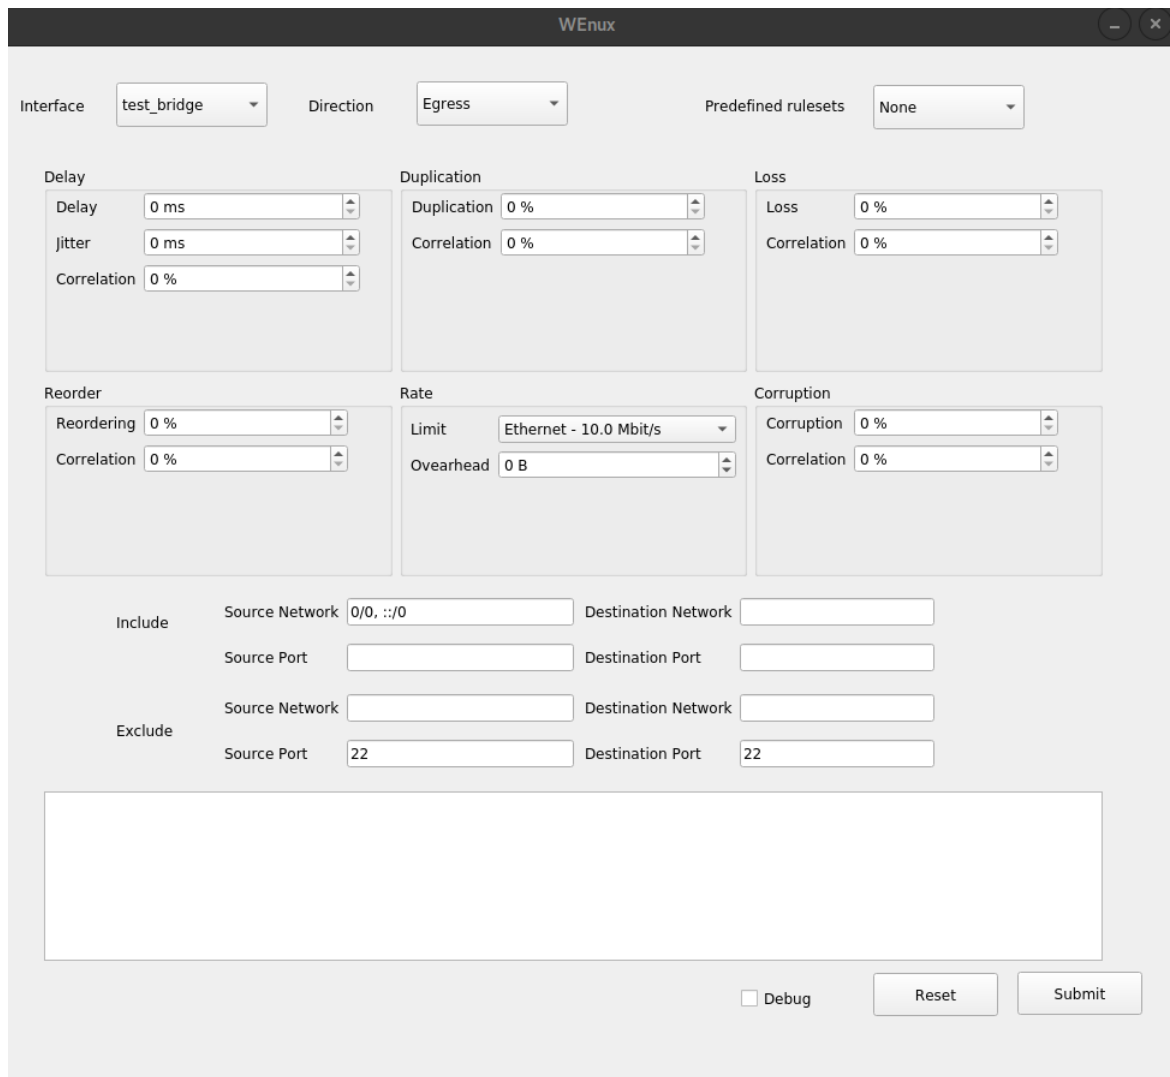 WEnux
Interface test_bridge Direction Egress Predefined rulesets None
Delay Duplication Loss
Delay 0 ms Duplication 0 % Loss 0 %
Jitter 0 ms Correlation 0 % Correlation 0 %
Correlation 0 %
Reorder Rate Corruption
Reordering 0 % Limit Ethernet - 10.0 Mbit/s Corruption 0 %
Correlation 0 % Ovearhead 0 B Correlation 0 %
Include
Source Network 0/0, ::/0 Destination Network
Source Port Destination Port
Exclude
Source Network Destination Network
Source Port 22 Destination Port 22
Debug Reset Submit